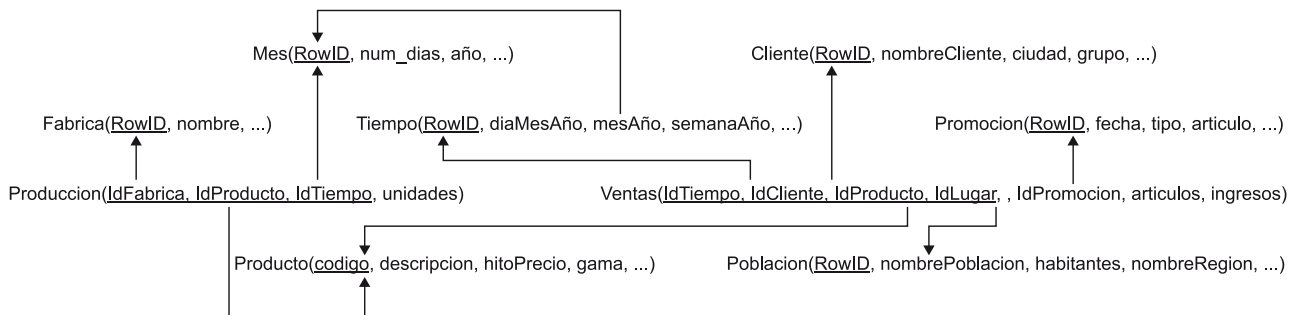 Mes(RowID, num_dias, año, ...)
Cliente(RowID, nombreCliente, ciudad, grupo, ...)
Fabrica(RowID, nombre, ...)
Tiempo(RowID, diaMesAño, mesAño, semanaAño, ...)
Promocion(RowID, fecha, tipo, articulo, ...)
Produccion(IdFabrica, IdProducto, IdTiempo, unidades)
Ventas(IdTiempo, IdCliente, IdProducto, IdLugar, , IdPromocion, articulos, ingresos)
Producto(codigo, descripcion, hitoPrecio, gama, ...)
Poblacion(RowID, nombrePoblacion, habitantes, nombreRegion, ...)